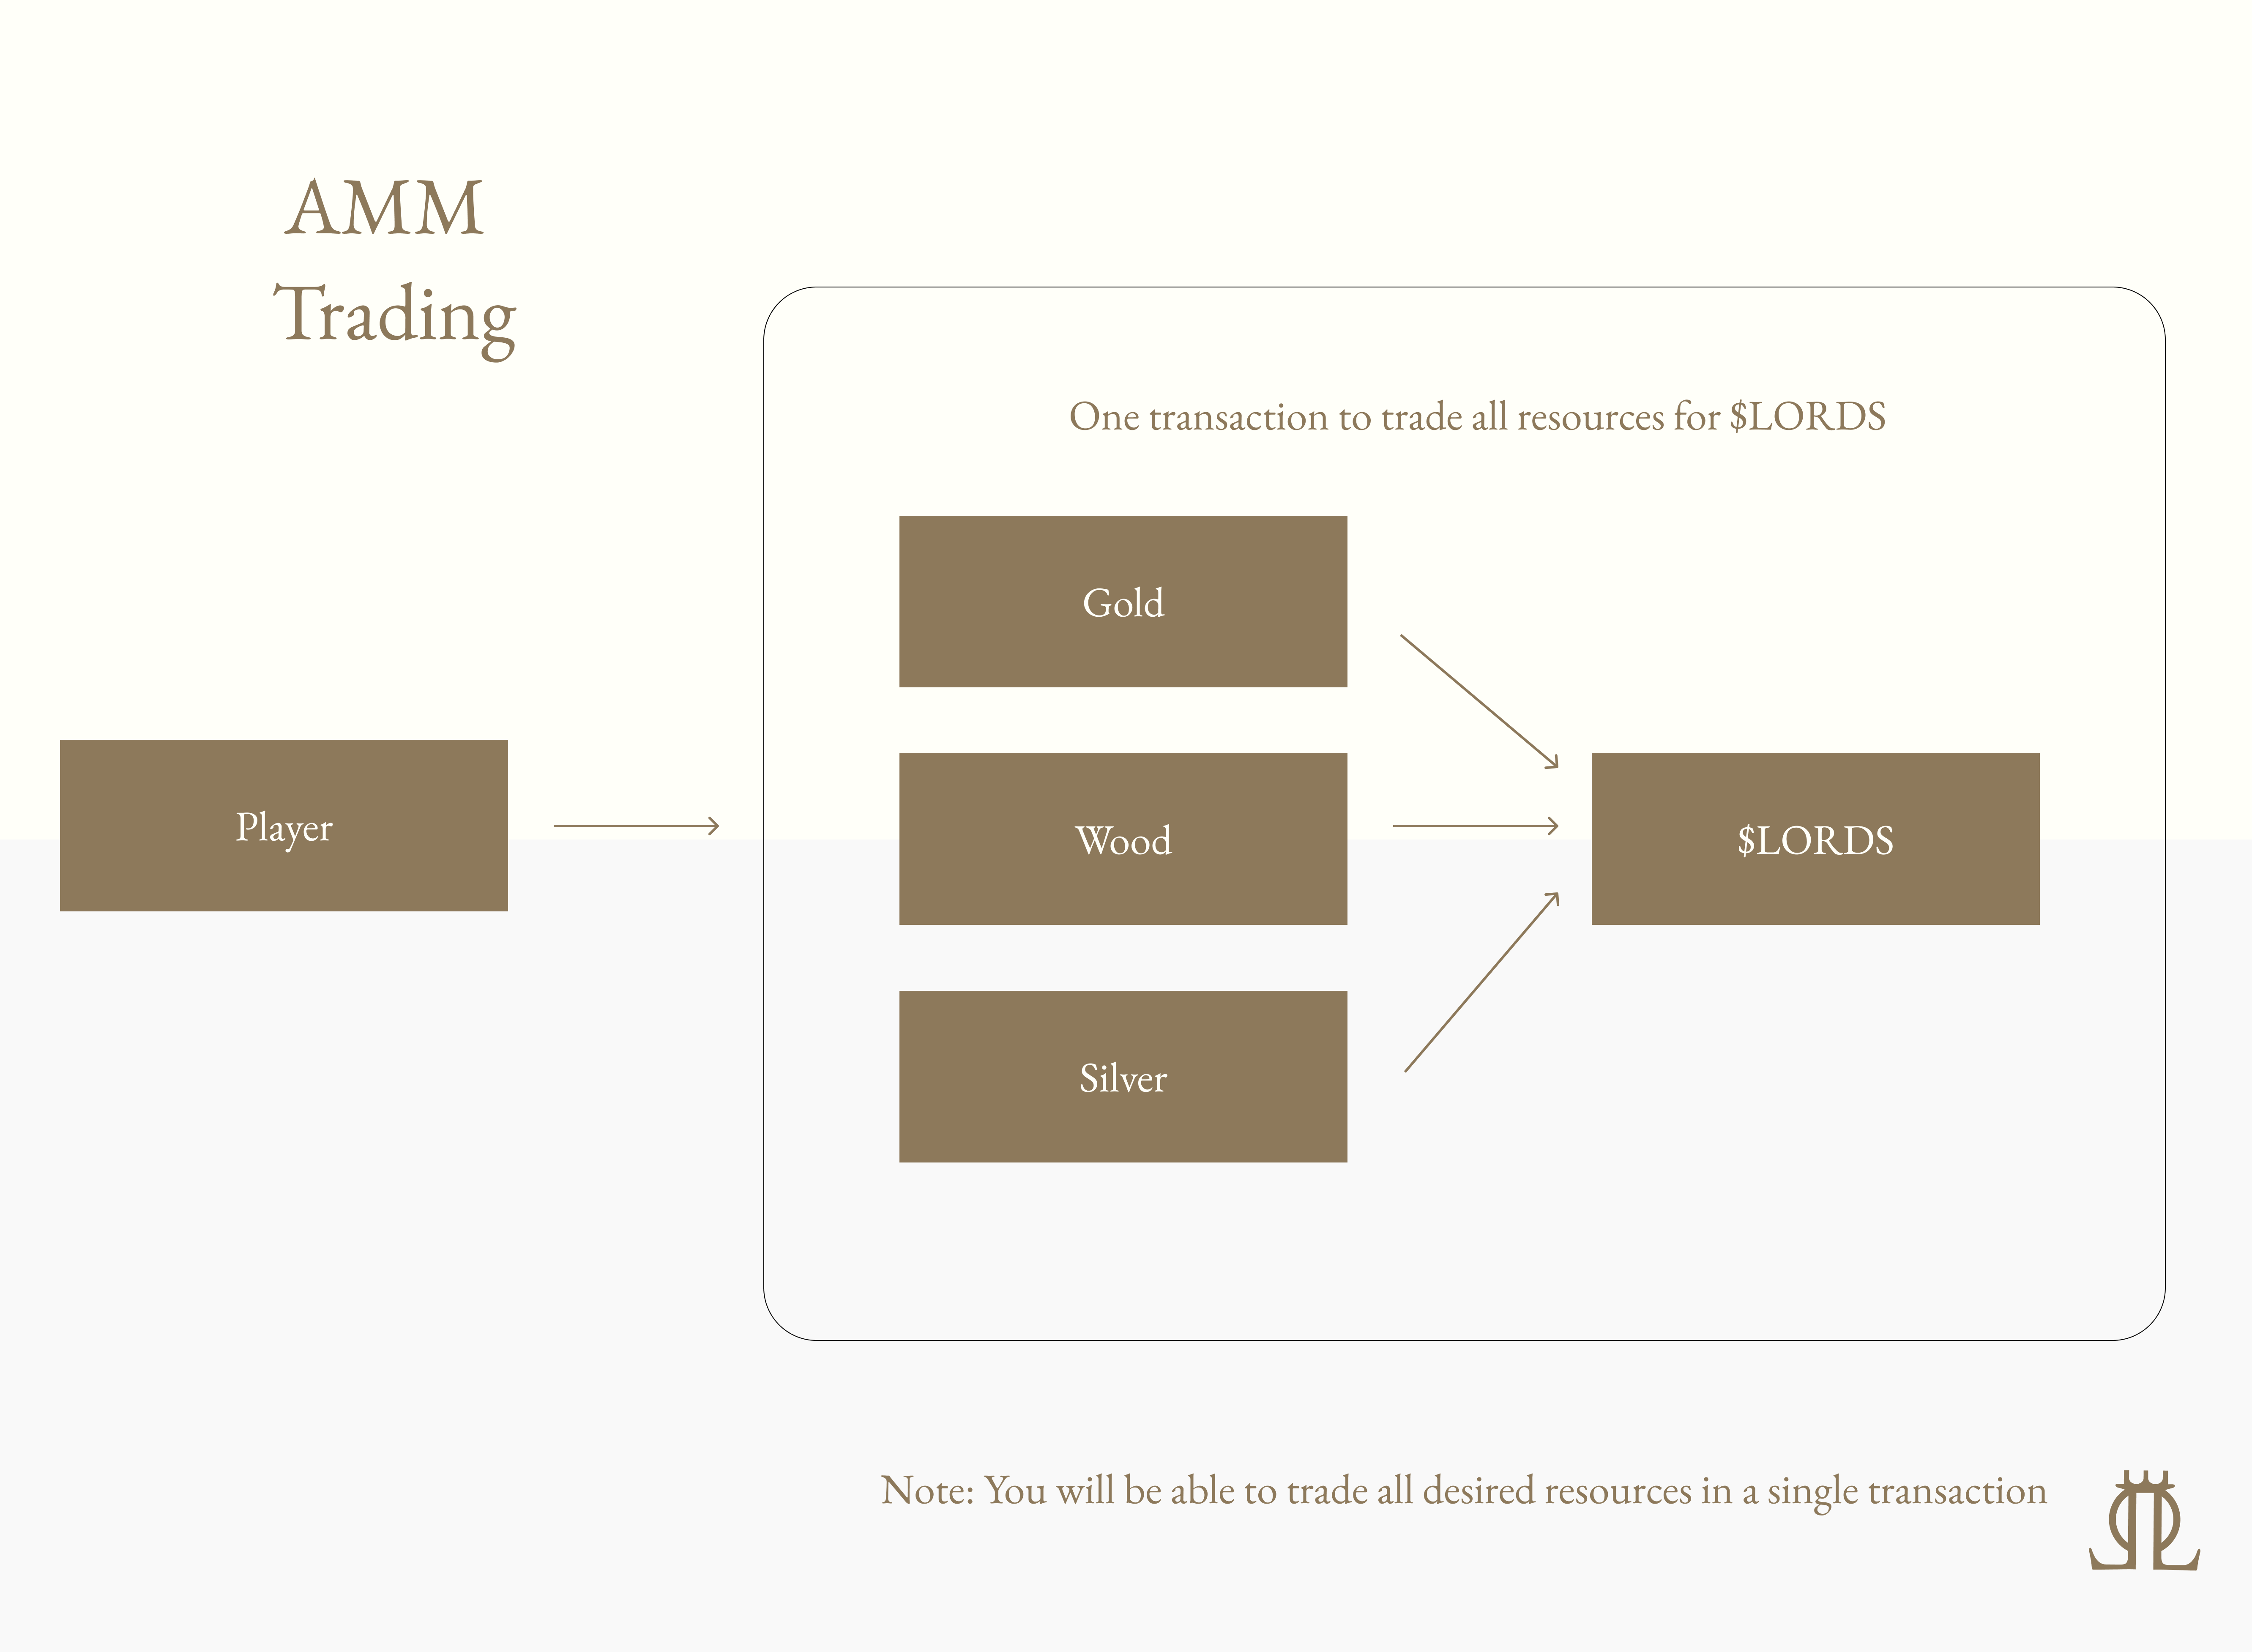 AMM
Trading
One transaction to trade all resources for $LORDS
Gold
Player
Wood
$LORDS
Silver
Note: You will be able to trade all desired resources in a single transaction